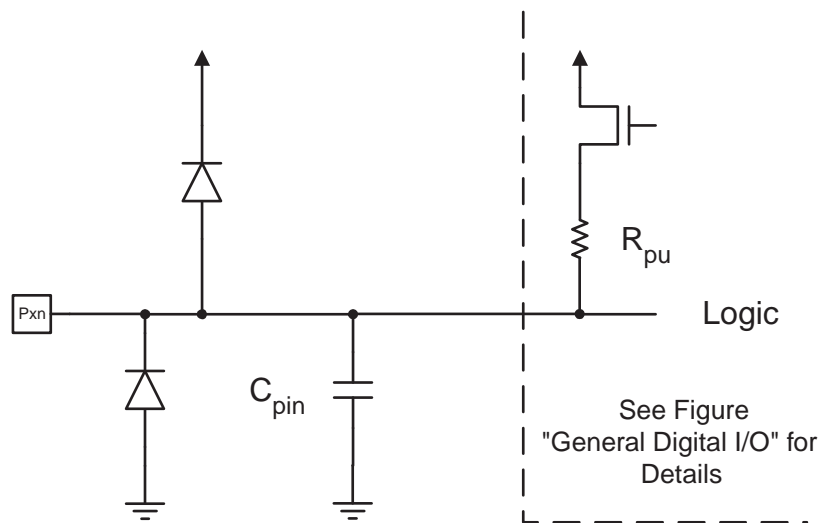 R
pu
Pxn
Logic
C
pin
See Figure
"General Digital I/O" for
Details